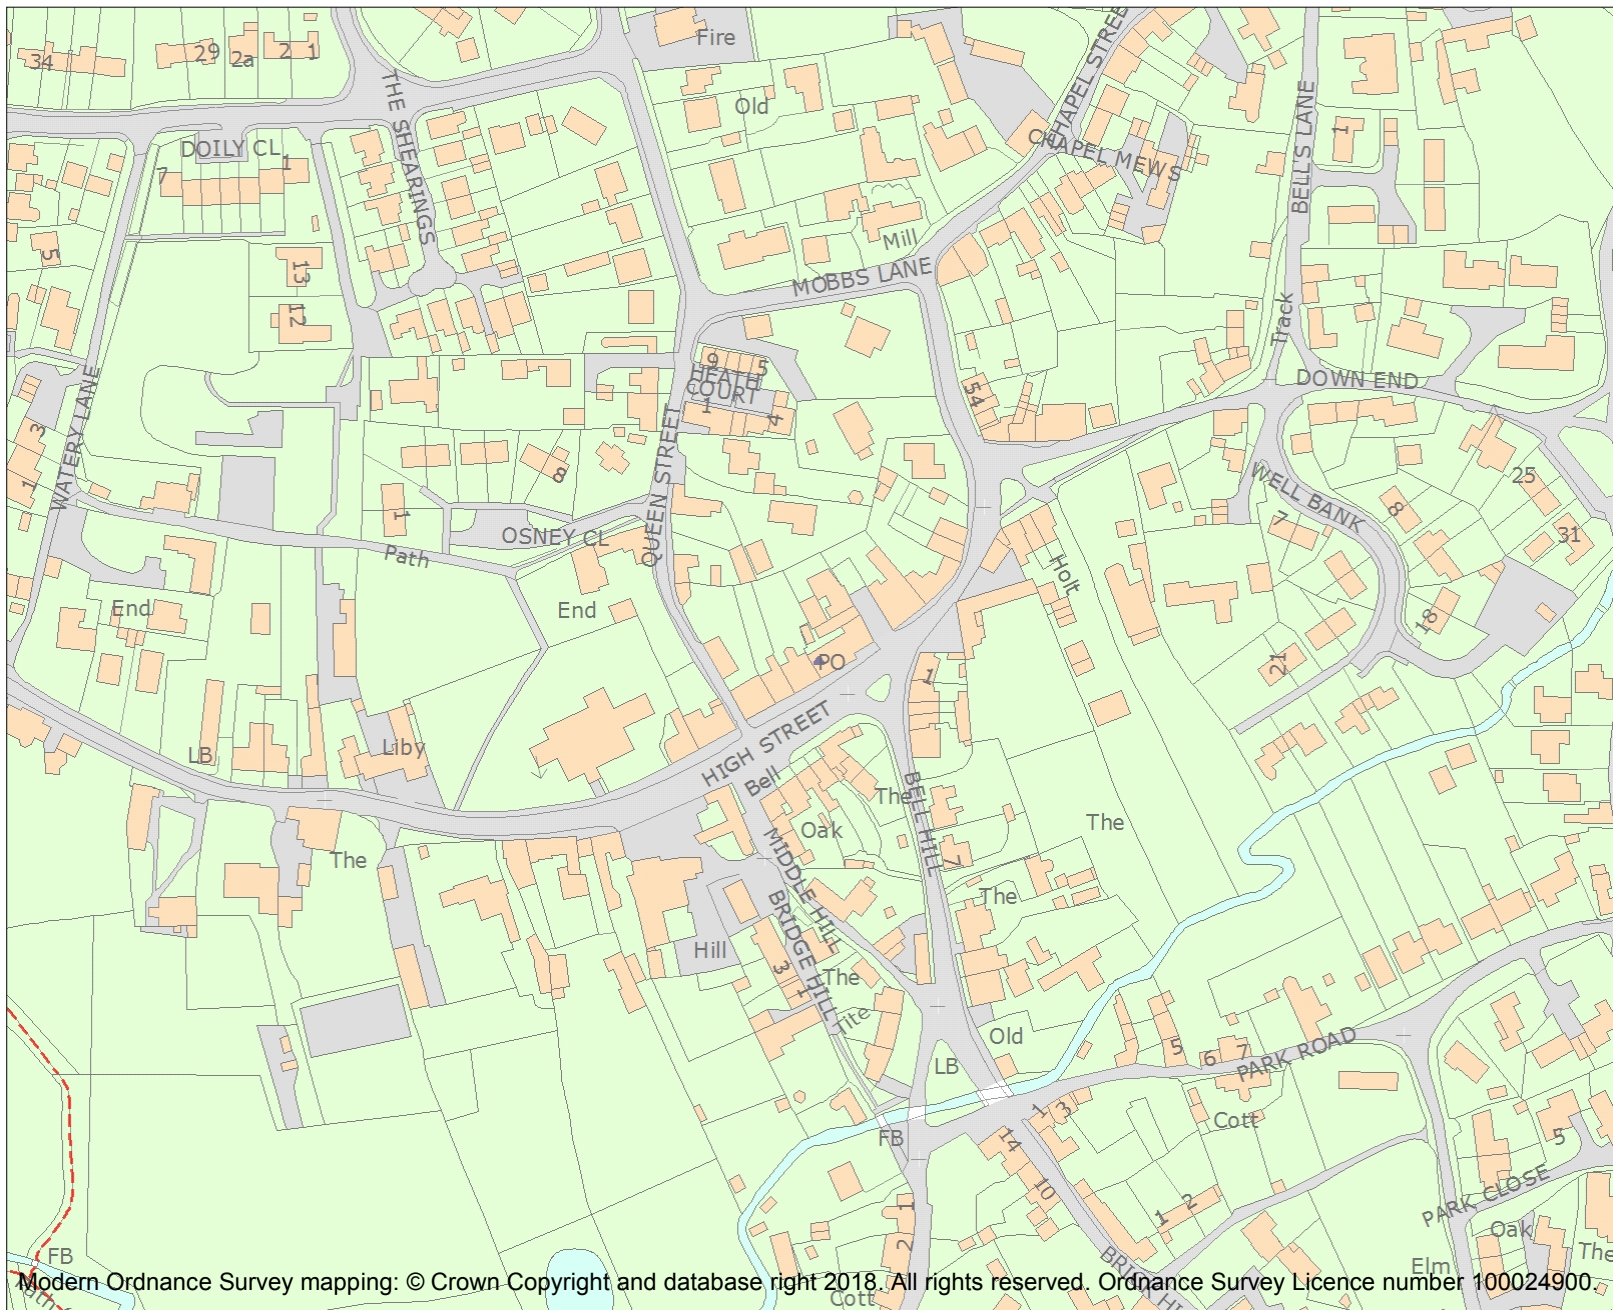 Fire
34
29
2a
2
1
Old
THE SHEARINGS
CHAPEL STREE
CHAPEL MEWS
BELLS LANE
1
DOILY CL
7
1
5
13
12
Mill
MOBBS LANE
Track
9
5
HEATH
COURT
1
4
54
DOWN END
WATERY LANE
3
1
QUEEN STREET
8
1
OSNEY CL
Path
WELL BANK
7
8
25
31
Holt
End
End
18
21
PO
1
HIGH STREET
LB
Liby
Bell
The
BELL HILL
The
Oak
MIDDLE HILL
The
7
The
BRIDGE HILL
Hill
3
1
The
Tite
Old
LB
5
6
7
PARK ROAD
1
3
Cott
FB
14
10
1
2
1
2
5
PARK CLOSE
Oak
The
Elm
FB
BRICK HI
Cott
Modern Ordnance Survey mapping: © Crown Copyright and database right 2018. All rights reserved. Ordnance Survey Licence number 100024900.